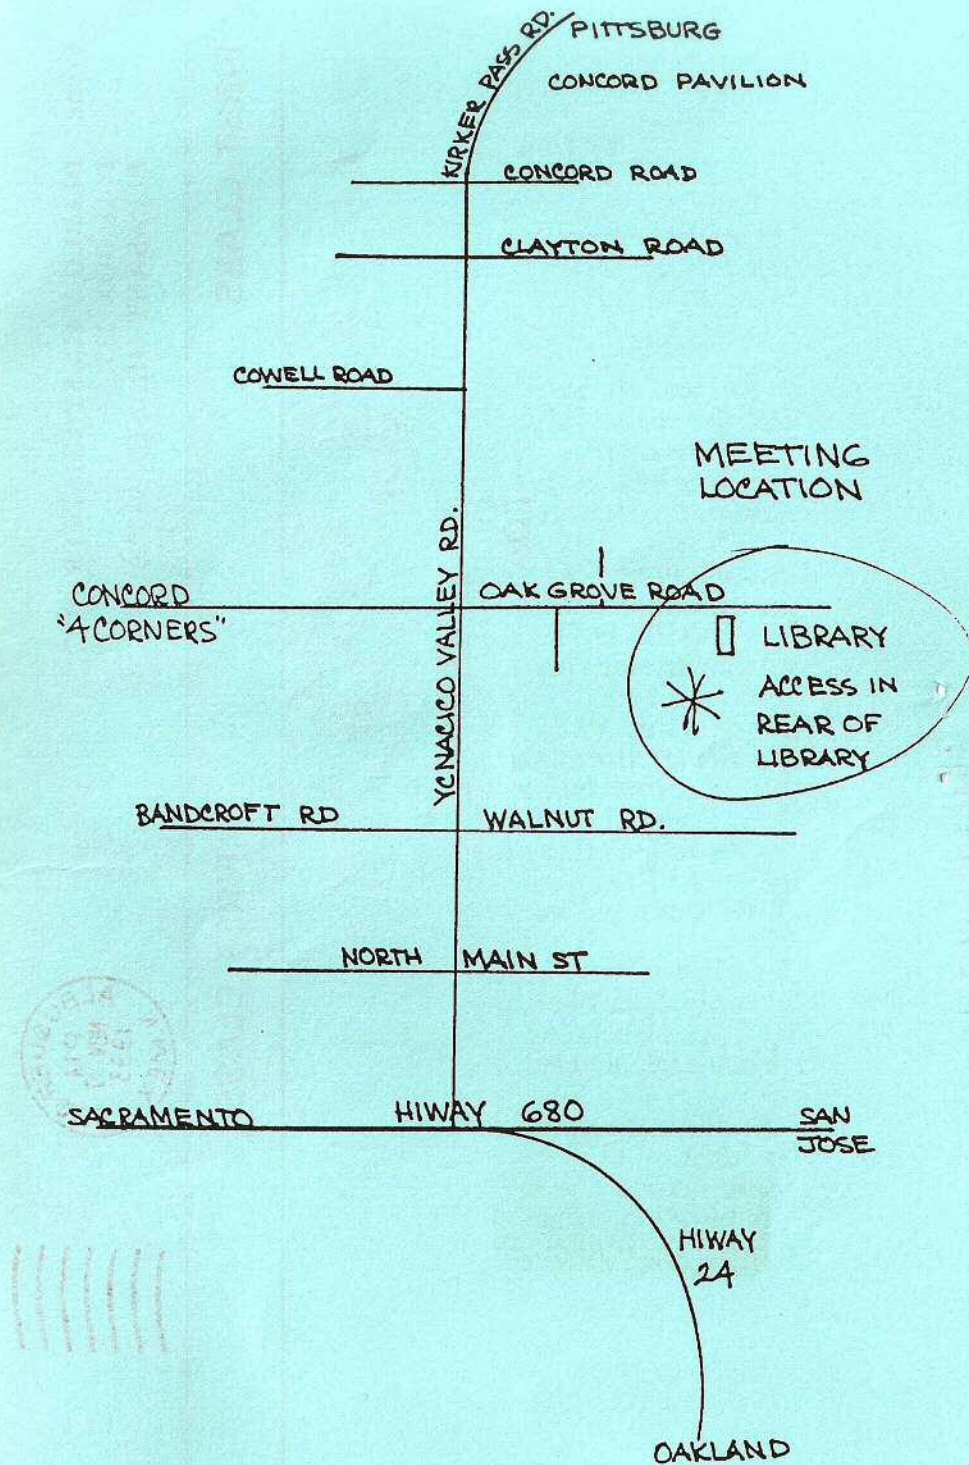 PITTSBURG
KIRKER PASS RD.
CONCORD PAVILION
CONCORD ROAD
CLAYTON ROAD
COWELL ROAD
MEETING
LOCATION
YCNACICO VALLEY RD.
CONCORD
"4 CORNERS"
OAK GROVE ROAD
LIBRARY
ACCESS IN
REAR OF
LIBRARY
BANDCROFT RD
WALNUT RD.
NORTH MAIN ST
SACRAMENTO
HIWAY 680
SAN
JOSE
HIWAY
24
OAKLAND